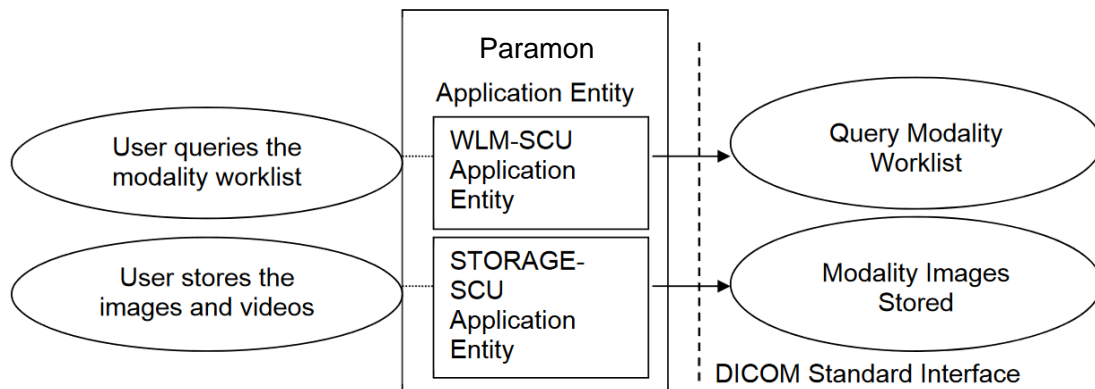 Paramon
Application Entity
User queries the
modality worklist
WLM-SCU
Application
Entity
Query Modality
Worklist
User stores the
images and videos
STORAGE-
SCU
Application
Entity
Modality Images
Stored
DICOM Standard Interface